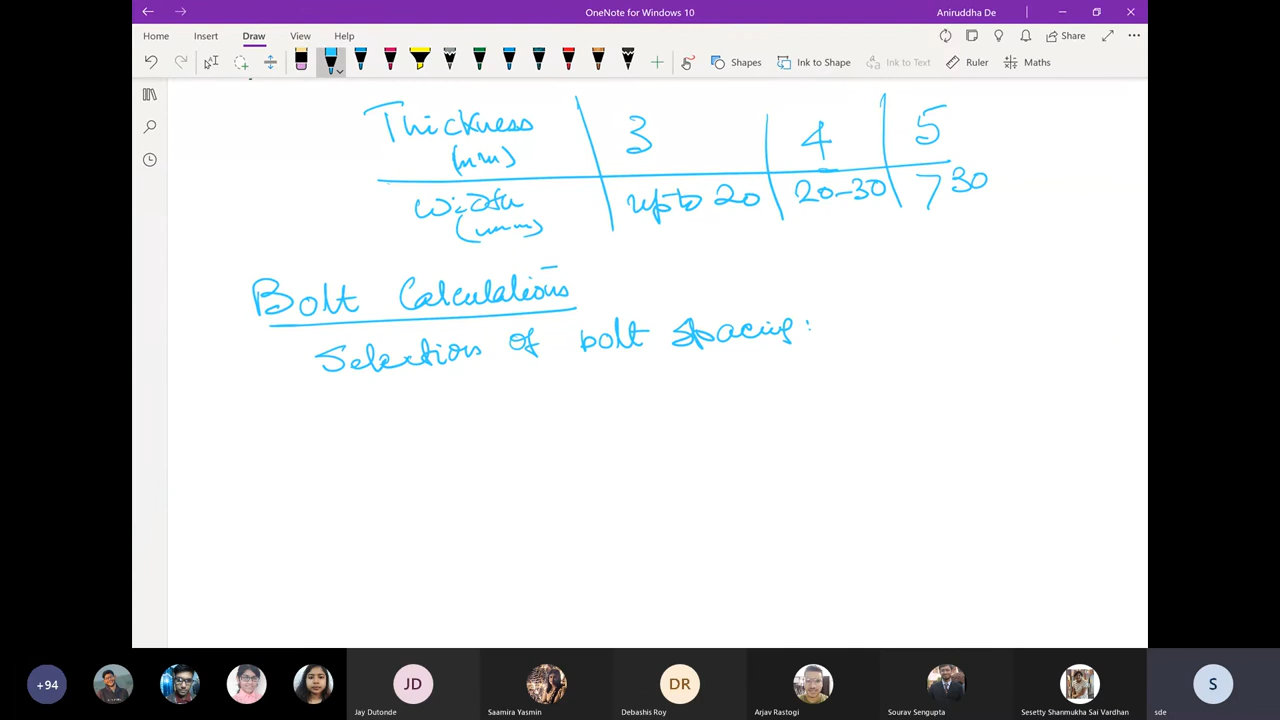 OneNote for Windows 10
Aniruddha De
Home Insert Draw View Help
Share
Shapes Ink to Shape Ink to Text Ruler Maths
Thickness (mm) 3 4 5
Width (mm) upto 20 20-30 >30
Bolt Calculations
Selection of bolt spacing:
+94 JD DR S
Jay Dutonde Saamira Yasmin Debashis Roy Arjav Rastogi Sourav Sengupta Sesetty Shanmukha Sai Vardhan sde